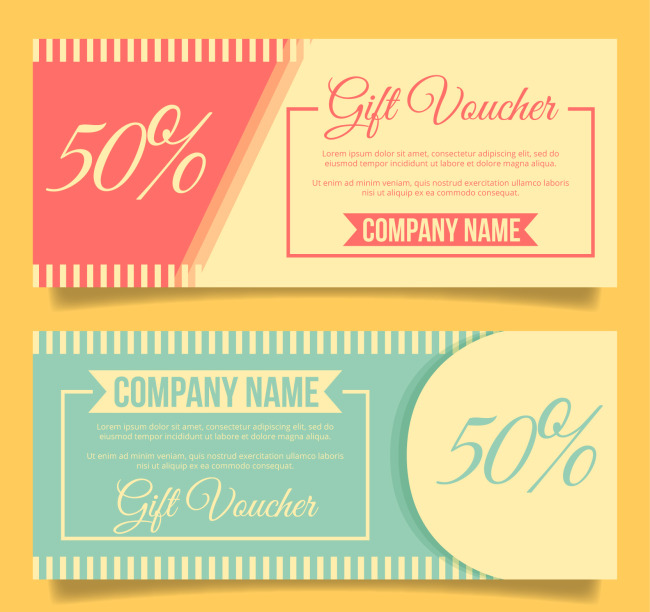 50%
Gift Voucher
Lorem ipsum dolor sit amet, consectetur adipiscing elit, sed do
eiusmod tempor incididunt ut labore et dolore magna aliqua.
Ut enim ad minim veniam, quis nostrud exercitation ullamco laboris
nisi ut aliquip ex ea commodo consequat.
COMPANY NAME
COMPANY NAME
Lorem ipsum dolor sit amet, consectetur adipiscing elit, sed do
eiusmod tempor incididunt ut labore et dolore magna aliqua.
Ut enim ad minim veniam, quis nostrud exercitation ullamco laboris
nisi ut aliquip ex ea commodo consequat.
Gift Voucher
50%